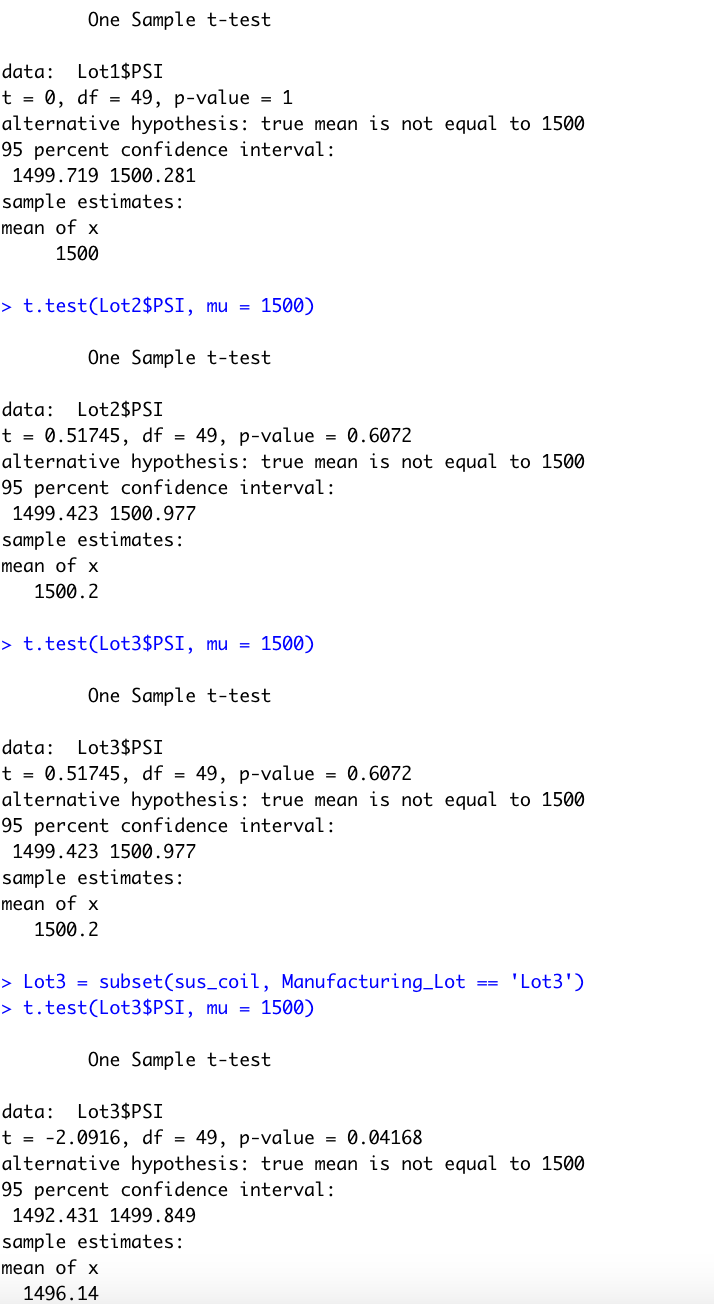 One Sample t-test
data:  Lot1$PSI
t = 0, df = 49, p-value = 1
alternative hypothesis: true mean is not equal to 1500
95 percent confidence interval:
 1499.719 1500.281
sample estimates:
mean of x
     1500
> t.test(Lot2$PSI, mu = 1500)
One Sample t-test
data:  Lot2$PSI
t = 0.51745, df = 49, p-value = 0.6072
alternative hypothesis: true mean is not equal to 1500
95 percent confidence interval:
 1499.423 1500.977
sample estimates:
mean of x
   1500.2
> t.test(Lot3$PSI, mu = 1500)
One Sample t-test
data:  Lot3$PSI
t = 0.51745, df = 49, p-value = 0.6072
alternative hypothesis: true mean is not equal to 1500
95 percent confidence interval:
 1499.423 1500.977
sample estimates:
mean of x
   1500.2
> Lot3 = subset(sus_coil, Manufacturing_Lot == 'Lot3')
> t.test(Lot3$PSI, mu = 1500)
One Sample t-test
data:  Lot3$PSI
t = -2.0916, df = 49, p-value = 0.04168
alternative hypothesis: true mean is not equal to 1500
95 percent confidence interval:
 1492.431 1499.849
sample estimates:
mean of x
  1496.14